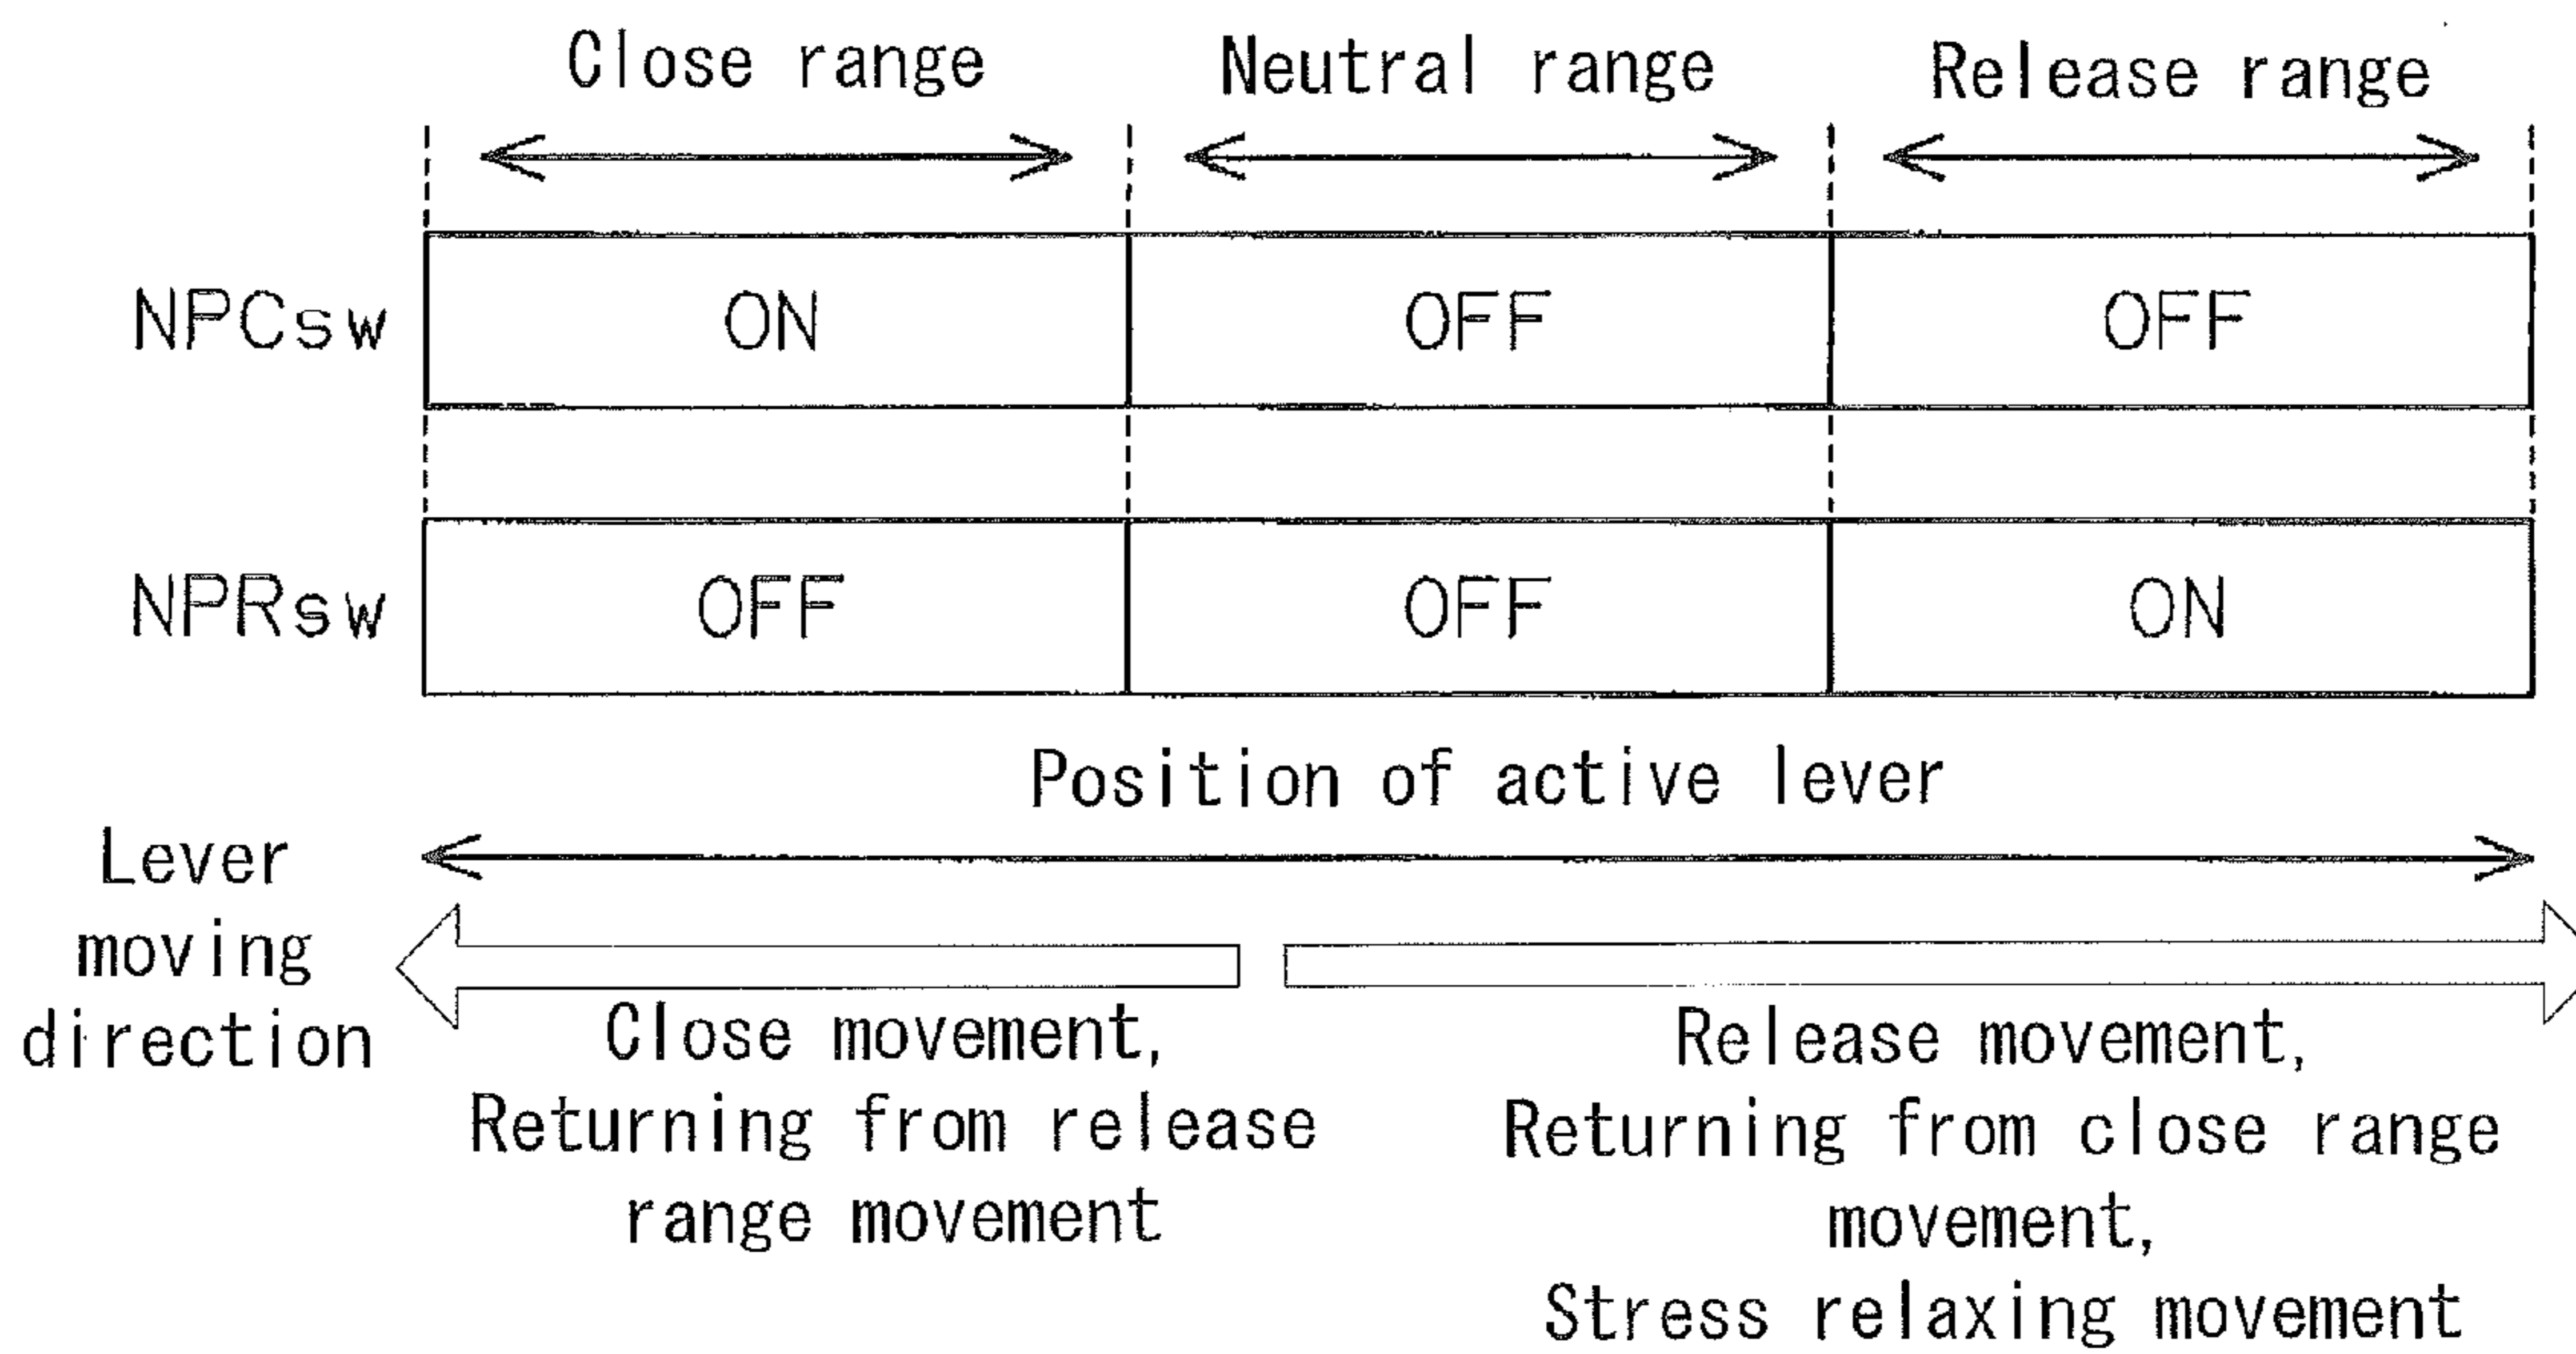 Close range
Neutral range
Release range
NPCsw
ON
OFF
OFF
NPRsw
OFF
OFF
ON
Position of active lever
Lever
moving
direction
Close movement,
Returning from release
range movement
Release movement,
Returning from close range
movement,
Stress relaxing movement